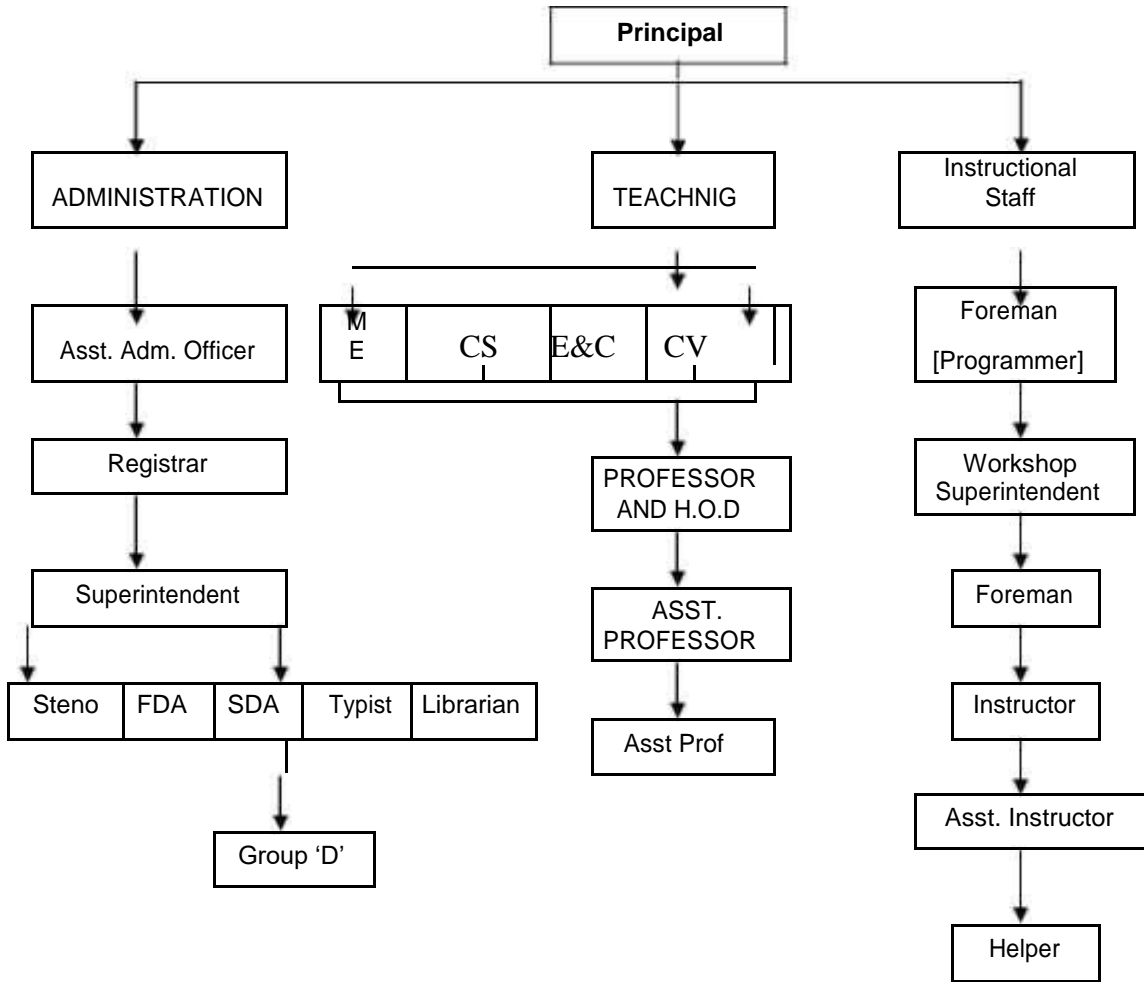 Principal
ADMINISTRATION
TEACHNIG
Instructional
Staff
Asst. Adm. Officer
M
E
CS
E&C
CV
Foreman
[Programmer]
Registrar
PROFESSOR
AND H.O.D
Workshop
Superintendent
Superintendent
ASST.
PROFESSOR
Foreman
Steno
FDA
SDA
Typist
Librarian
Asst Prof
Instructor
Group ‘D’
Asst. Instructor
Helper